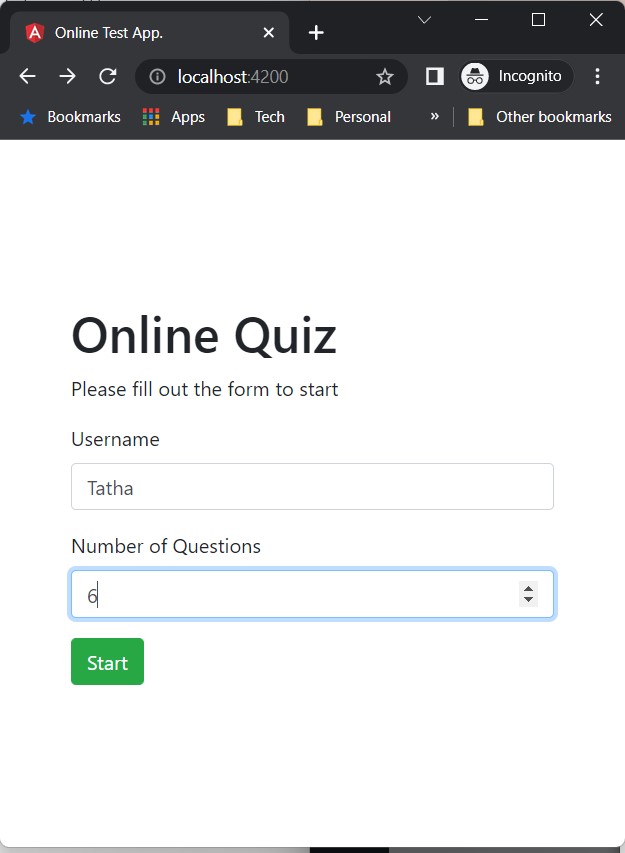 Online Test App.
localhost:4200
Incognito
Bookmarks Apps Tech Personal » Other bookmarks
Online Quiz
Please fill out the form to start
Username
Tatha
Number of Questions
6
Start